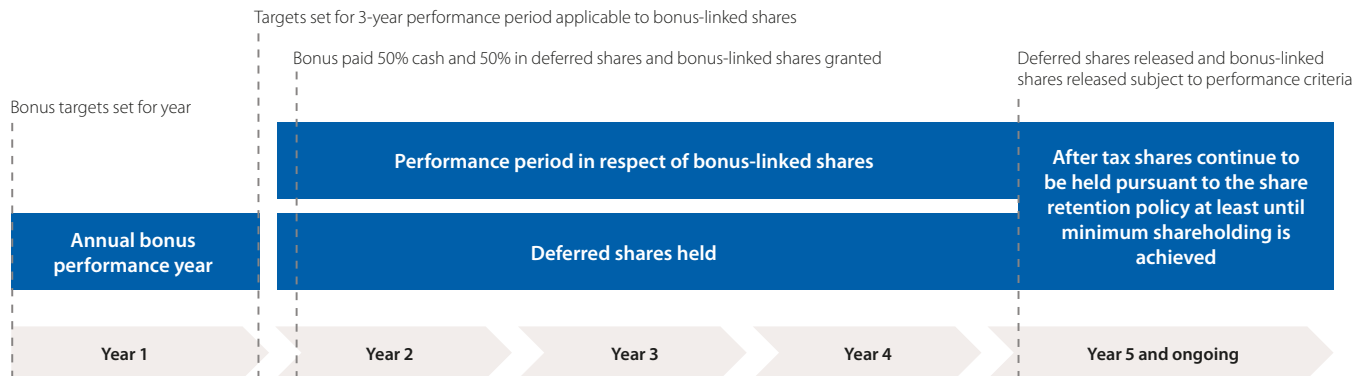 Targets set for 3-year performance period applicable to bonus-linked shares
Bonus paid 50% cash and 50% in deferred shares and bonus-linked shares granted
Deferred shares released and bonus-linked
shares released subject to performance criteria
Bonus targets set for year
Performance period in respect of bonus-linked shares
After tax shares continue to
be held pursuant to the share
retention policy at least until
minimum shareholding is
achieved
Annual bonus
performance year
Deferred shares held
Year 1
Year 2
Year 3
Year 4
Year 5 and ongoing